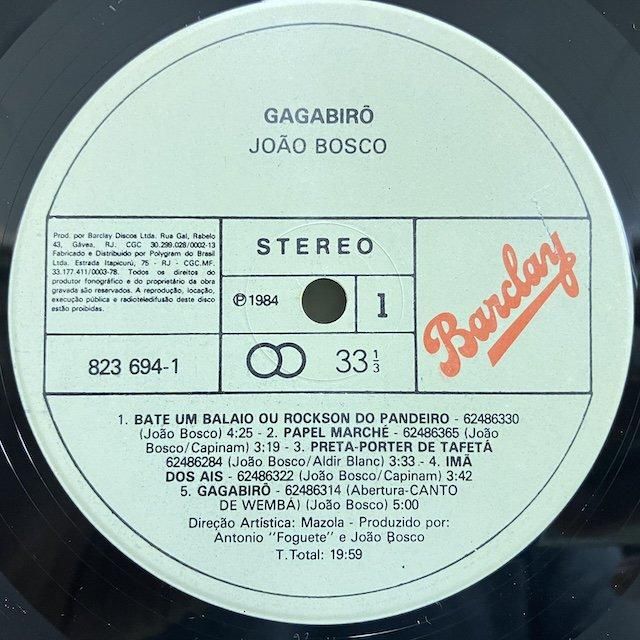 GAGABIRÔ
JOÃO BOSCO
Prod. por Barclay Discos Ltda. Rua Gal. Rabelo
43, Gávea, RJ. CGC 30.299.028/0002-13
Fabricado e Distribuido por Polygram do Brasil
Ltda. Estrada Itapicurú, 75 - RJ - CGC.MF.
33.177.411/0003-78. Todos os direitos do
produtor fonográfico e do proprietário da obra
gravada são reservados. A reprodução, locação,
execução pública e radioteledifusão deste disco
estão proibidas.
STEREO
℗1984
1
Barclay
823 694-1
33 1/3
1. BATE UM BALAIO OU ROCKSON DO PANDEIRO - 62486330
(João Bosco) 4:25 - 2. PAPEL MARCHÉ - 62486365 (João
Bosco/Capinam) 3:19 - 3. PRETA-PORTER DE TAFETÁ
62486284 (João Bosco/Aldir Blanc) 3:33 - 4. IMÃ
DOS AIS - 62486322 (João Bosco/Capinam) 3:42
5. GAGABIRÔ - 62486314 (Abertura-CANTO
DE WEMBA) (João Bosco) 5:00
Direção Artística: Mazola - Produzido por:
Antonio "Foguete" e João Bosco
T. Total: 19:59